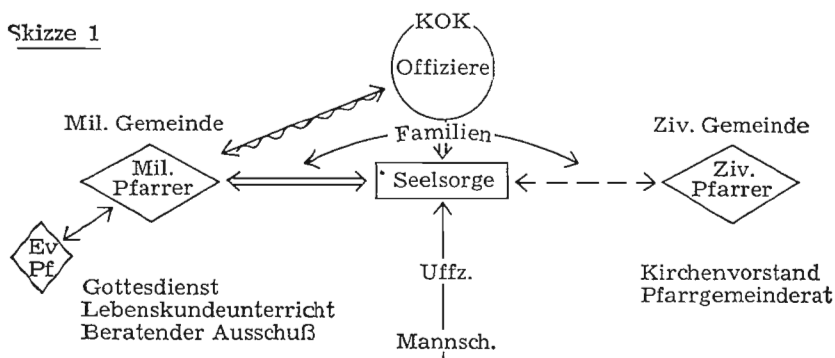 Skizze 1
KOK
Offiziere
Mil. Gemeinde
Familien
Ziv. Gemeinde
Mil.
Pfarrer
Seelsorge
Ziv.
Pfarrer
Ev
Pf.
Gottesdienst
Lebenskundeunterricht
Beratender Ausschuß
Uffz.
Mannsch.
Kirchenvorstand
Pfarrgemeinderat